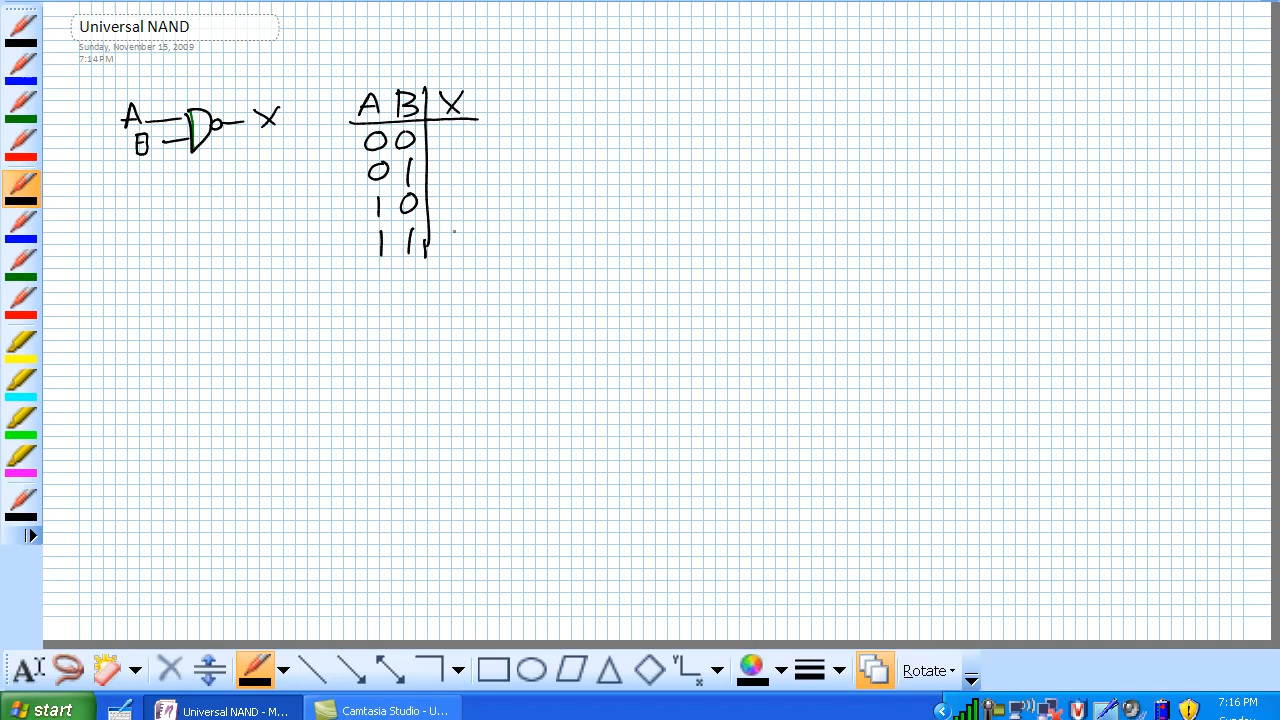 Universal NAND
Sunday, November 15, 2009
7:14 PM
A X
B
A B X
0 0
0 1
1 0
1 1
Rotate
start
Universal NAND - M...
Camtasia Studio - U...
7:16 PM
Sunday